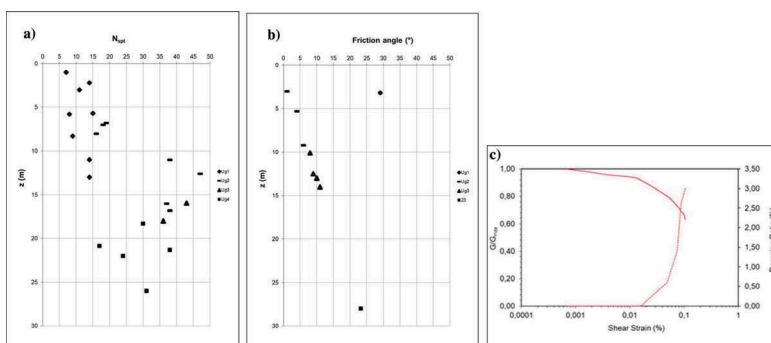 a)
N_spt
0 5 10 15 20 25 30 35 40 45 50
0
5
10
15
20
25
30
z (m)
Ug1
Ug2
Ug3
Ug4
b)
Friction angle (°)
0 5 10 15 20 25 30 35 40 45 50
0
5
10
15
20
25
30
z (m)
Ug1
Ug2
Ug3
23
c)
1,00
0,80
0,60
0,40
0,20
0,00
G/Gmax
3,50
3,00
2,50
2,00
1,50
1,00
0,50
0,00
0,0001 0,001 0,01 0,1 1
Shear Strain (%)